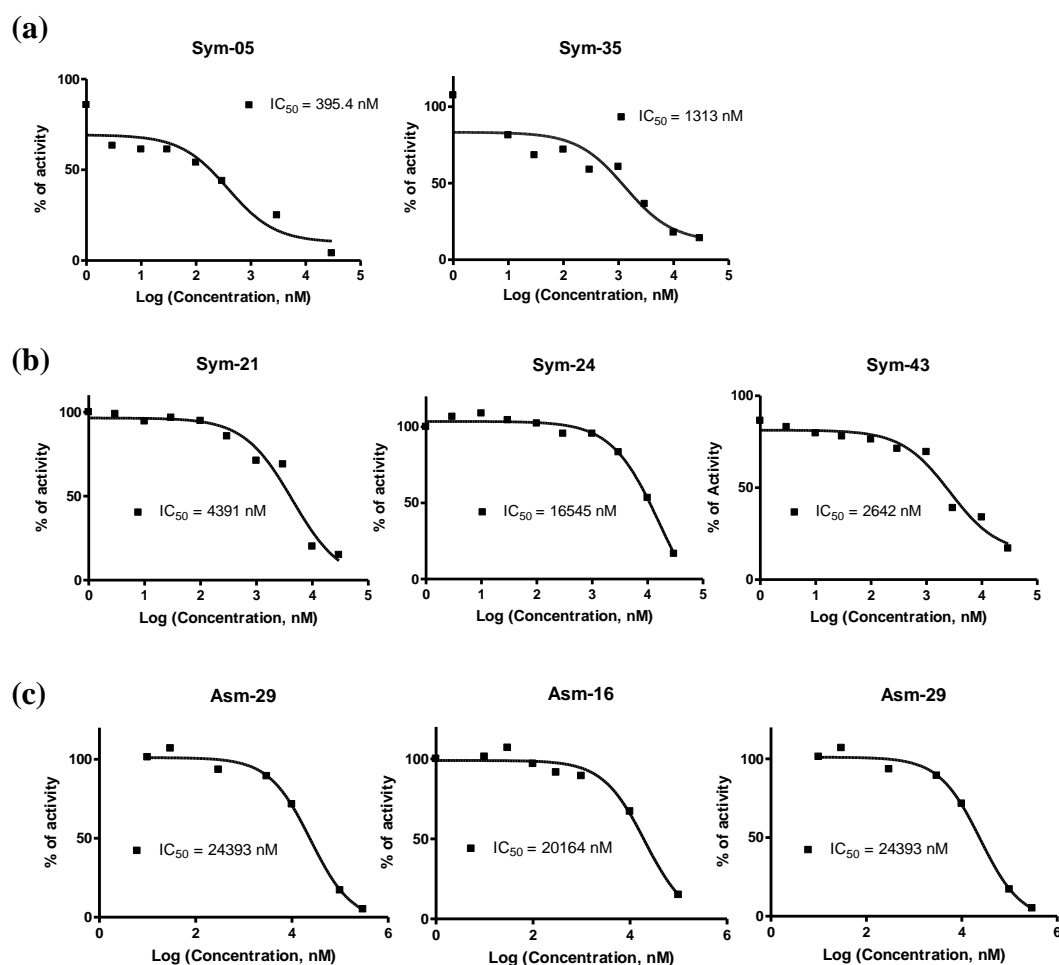 (a)
Sym-05
100
50
0
% of activity
IC50 = 395.4 nM
0 1 2 3 4 5
Log (Concentration, nM)
Sym-35
100
50
0
% of activity
IC50 = 1313 nM
0 1 2 3 4 5
Log (Concentration, nM)
(b)
Sym-21
100
50
0
% of activity
IC50 = 4391 nM
0 1 2 3 4 5
Log (Concentration, nM)
Sym-24
100
50
0
% of activity
IC50 = 16545 nM
0 1 2 3 4 5
Log (Concentration, nM)
Sym-43
100
50
0
% of Activity
IC50 = 2642 nM
0 1 2 3 4 5
Log (Concentration, nM)
(c)
Asm-29
100
50
0
% of activity
IC50 = 24393 nM
0 2 4 6
Log (Concentration, nM)
Asm-16
100
50
0
% of activity
IC50 = 20164 nM
0 2 4 6
Log (Concentration, nM)
Asm-29
100
50
0
% of activity
IC50 = 24393 nM
0 2 4 6
Log (Concentration, nM)